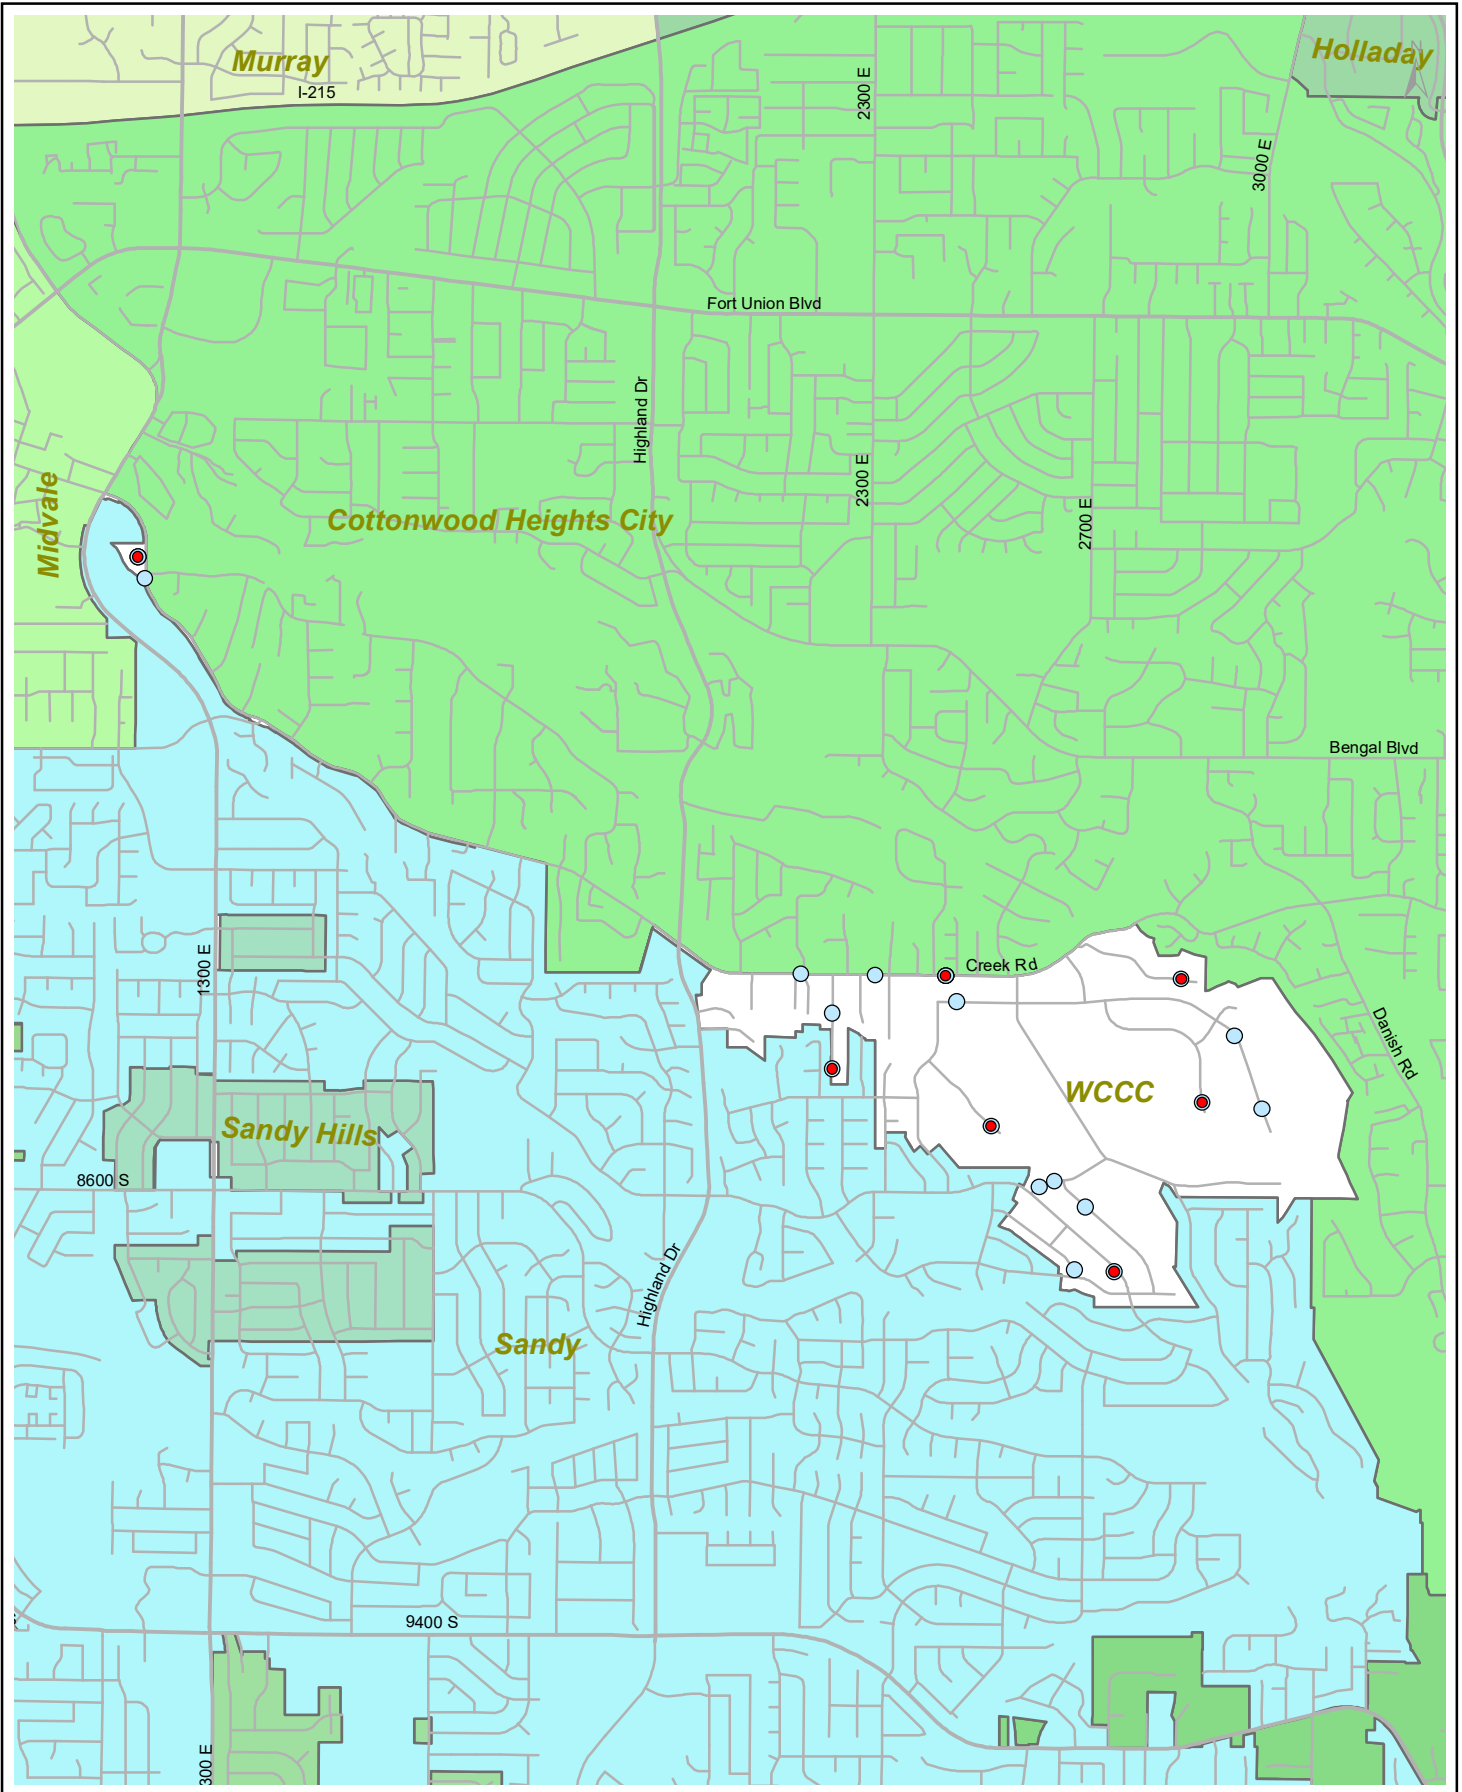 Murray
Holladay
I-215
2300 E
3000 E
Fort Union Blvd
Highland Dr
2300 E
Midvale
Cottonwood Heights City
2700 E
Bengal Blvd
1300 E
Creek Rd
Danish Rd
WCCC
Sandy Hills
8600 S
Highland Dr
Sandy
9400 S
300 E